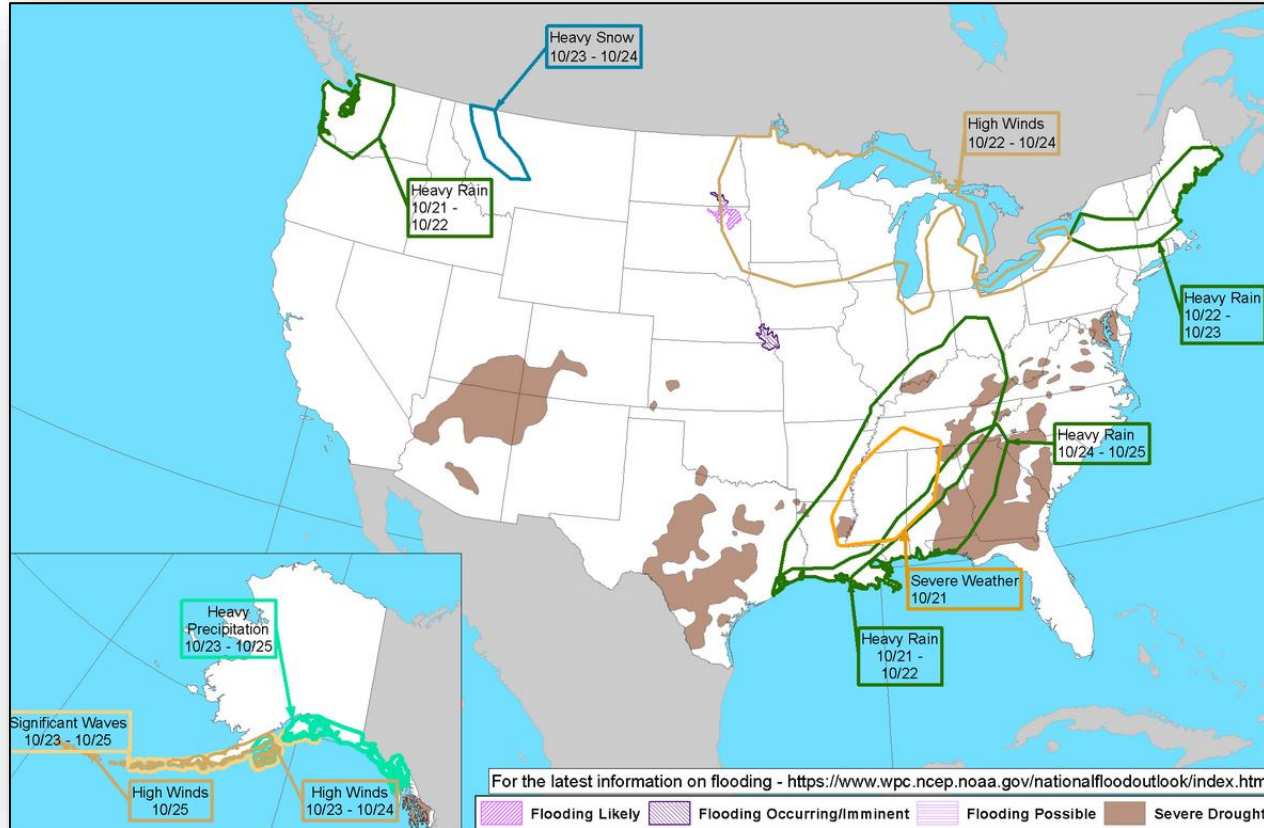 Heavy Snow
10/23 - 10/24
High Winds
10/22 - 10/24
Heavy Rain
10/21 -
10/22
Heavy Rain
10/22 -
10/23
Heavy Rain
10/24 - 10/25
Severe Weather
10/21
Heavy Rain
10/21 -
10/22
Heavy
Precipitation
10/23 - 10/25
Significant Waves
10/23 - 10/25
High Winds
10/25
High Winds
10/23 - 10/24
For the latest information on flooding - https://www.wpc.ncep.noaa.gov/nationalfloodoutlook/index.htm
Flooding Likely
Flooding Occurring/Imminent
Flooding Possible
Severe Drought